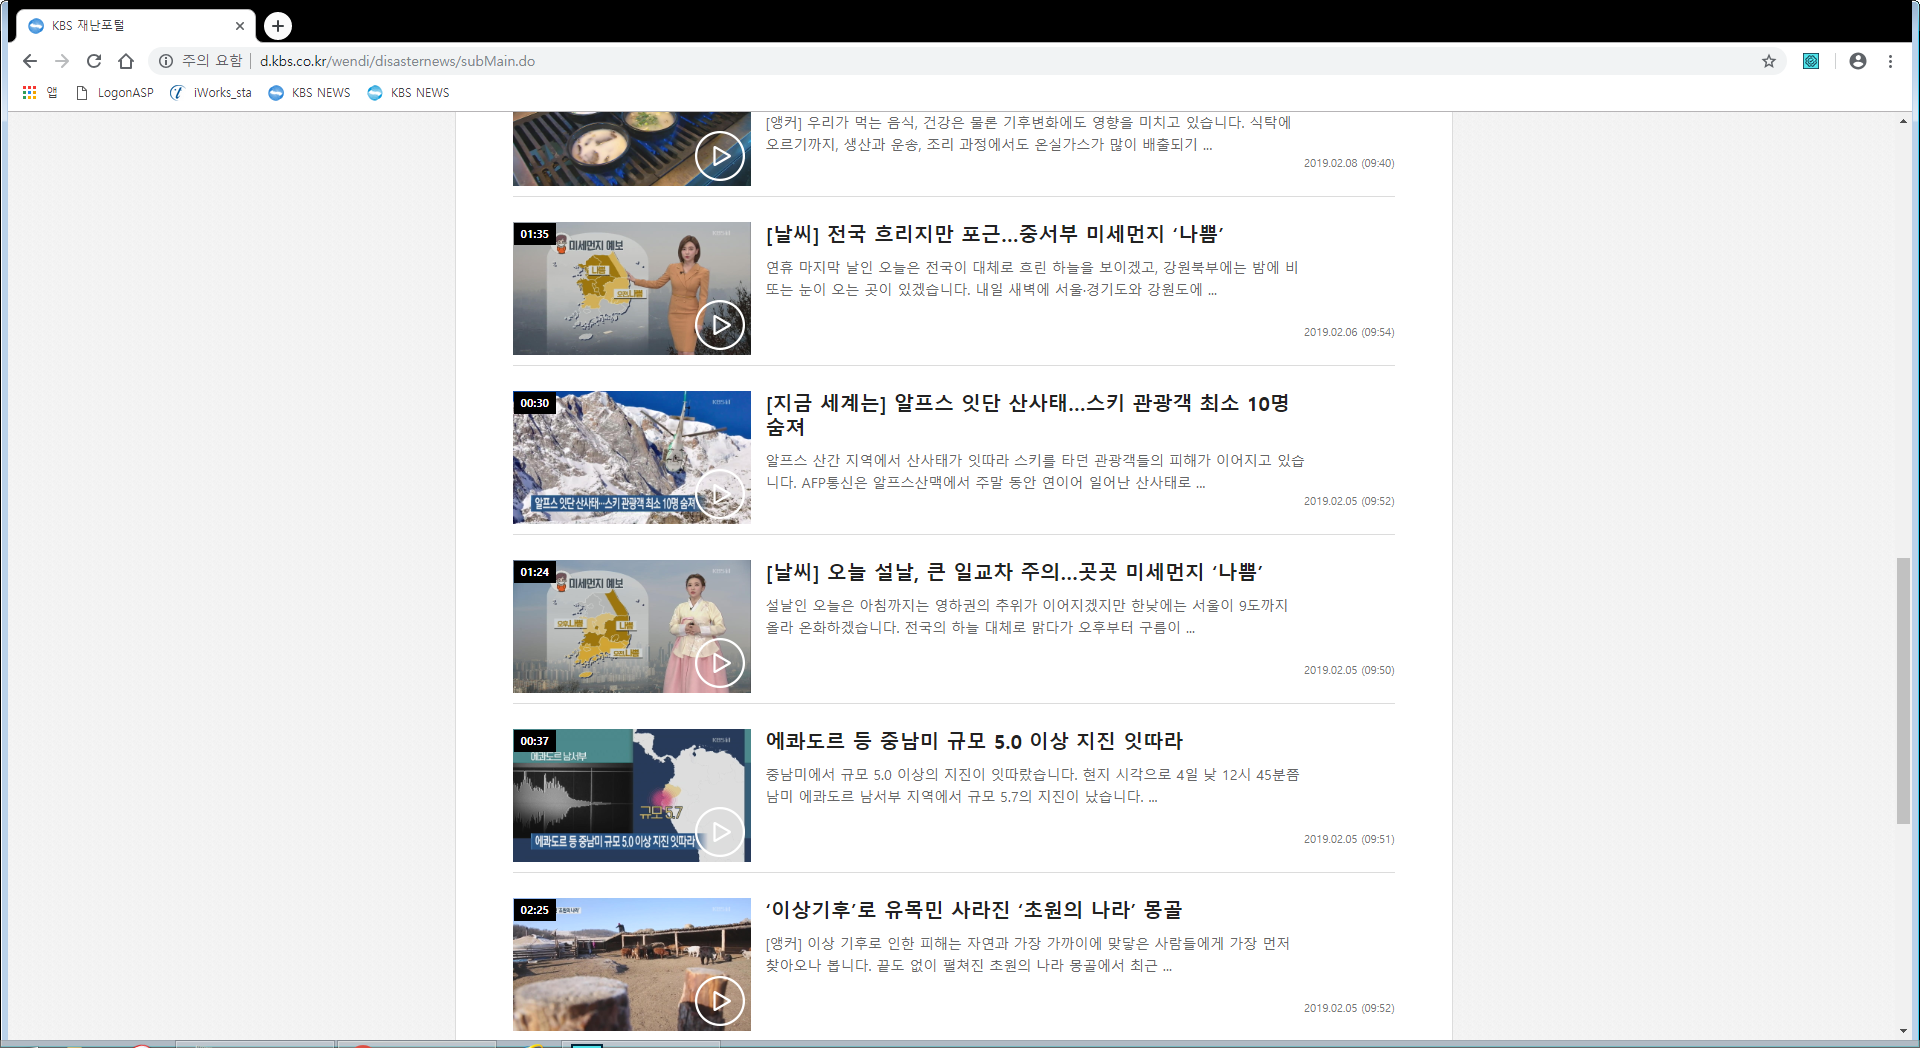 KBS 재난포털
주의 요함
d.kbs.co.kr/wendi/disasternews/subMain.do
앱
LogonASP
iWorks_sta
KBS NEWS
KBS NEWS
[앵커] 우리가 먹는 음식, 건강은 물론 기후변화에도 영향을 미치고 있습니다. 식탁에
오르기까지, 생산과 운송, 조리 과정에서도 온실가스가 많이 배출되기 ...
2019.02.08 (09:40)
01:35
미세먼지 예보
나쁨
오전 나쁨
[날씨] 전국 흐리지만 포근…중서부 미세먼지 ‘나쁨’
연휴 마지막 날인 오늘은 전국이 대체로 흐린 하늘을 보이겠고, 강원북부에는 밤에 비
또는 눈이 오는 곳이 있겠습니다. 내일 새벽에 서울·경기도와 강원도에 ...
2019.02.06 (09:54)
00:30
알프스 잇단 산사태…스키 관광객 최소 10명 숨져
[지금 세계는] 알프스 잇단 산사태…스키 관광객 최소 10명
숨져
알프스 산간 지역에서 산사태가 잇따라 스키를 타던 관광객들의 피해가 이어지고 있습
니다. AFP통신은 알프스산맥에서 주말 동안 연이어 일어난 산사태로 ...
2019.02.05 (09:52)
01:24
미세먼지 예보
오후 나쁨
나쁨
오전 나쁨
[날씨] 오늘 설날, 큰 일교차 주의…곳곳 미세먼지 ‘나쁨’
설날인 오늘은 아침까지는 영하권의 추위가 이어지겠지만 한낮에는 서울이 9도까지
올라 온화하겠습니다. 전국의 하늘 대체로 맑다가 오후부터 구름이 ...
2019.02.05 (09:50)
00:37
에콰도르 남서부
규모 5.7
에콰도르 등 중남미 규모 5.0 이상 지진 잇따라
에콰도르 등 중남미 규모 5.0 이상 지진 잇따라
중남미에서 규모 5.0 이상의 지진이 잇따랐습니다. 현지 시각으로 4일 낮 12시 45분쯤
남미 에콰도르 남서부 지역에서 규모 5.7의 지진이 났습니다. ...
2019.02.05 (09:51)
02:25
‘이상기후’로 유목민 사라진 ‘초원의 나라’ 몽골
[앵커] 이상 기후로 인한 피해는 자연과 가장 가까이에 맞닿은 사람들에게 가장 먼저
찾아오나 봅니다. 끝도 없이 펼쳐진 초원의 나라 몽골에서 최근 ...
2019.02.05 (09:52)